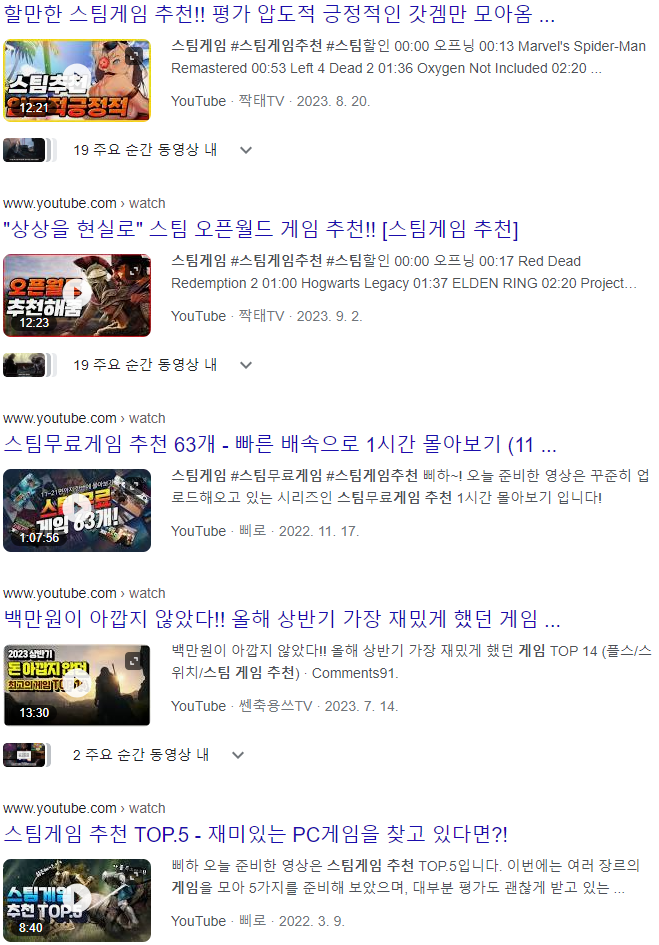 할만한 스팀게임 추천!! 평가 압도적 긍정적인 갓겜만 모아옴 ...
스팀게임 #스팀게임추천 #스팀할인 00:00 오프닝 00:13 Marvel's Spider-Man
Remastered 00:53 Left 4 Dead 2 01:36 Oxygen Not Included 02:20 ...
스팀추천
압도적긍정적
12:21
YouTube · 짝태TV · 2023. 8. 20.
19 주요 순간 동영상 내
www.youtube.com › watch
"상상을 현실로" 스팀 오픈월드 게임 추천!! [스팀게임 추천]
스팀게임 #스팀게임추천 #스팀할인 00:00 오프닝 00:17 Red Dead
Redemption 2 01:00 Hogwarts Legacy 01:37 ELDEN RING 02:20 Project...
오픈월드
추천해줌
12:23
YouTube · 짝태TV · 2023. 9. 2.
19 주요 순간 동영상 내
www.youtube.com › watch
스팀무료게임 추천 63개 - 빠른 배속으로 1시간 몰아보기 (11 ...
스팀게임 #스팀무료게임 #스팀게임추천 삐하~! 오늘 준비한 영상은 꾸준히 업
로드해오고 있는 시리즈인 스팀무료게임 추천 1시간 몰아보기 입니다!
스팀무료
게임 63개!
1:07:56
YouTube · 삐로 · 2022. 11. 17.
www.youtube.com › watch
백만원이 아깝지 않았다!! 올해 상반기 가장 재밌게 했던 게임 ...
백만원이 아깝지 않았다!! 올해 상반기 가장 재밌게 했던 게임 TOP 14 (플스/스
위치/스팀 게임 추천) · Comments91.
2023 상반기
돈 아깝지 않던
최고의 게임 TOP
13:30
YouTube · 쎈축용쓰TV · 2023. 7. 14.
2 주요 순간 동영상 내
www.youtube.com › watch
스팀게임 추천 TOP.5 - 재미있는 PC게임을 찾고 있다면?!
삐하 오늘 준비한 영상은 스팀게임 추천 TOP.5입니다. 이번에는 여러 장르의
게임을 모아 5가지를 준비해 보았으며, 대부분 평가도 괜찮게 받고 있는 ...
스팀게임
추천 TOP.5
8:40
YouTube · 삐로 · 2022. 3. 9.